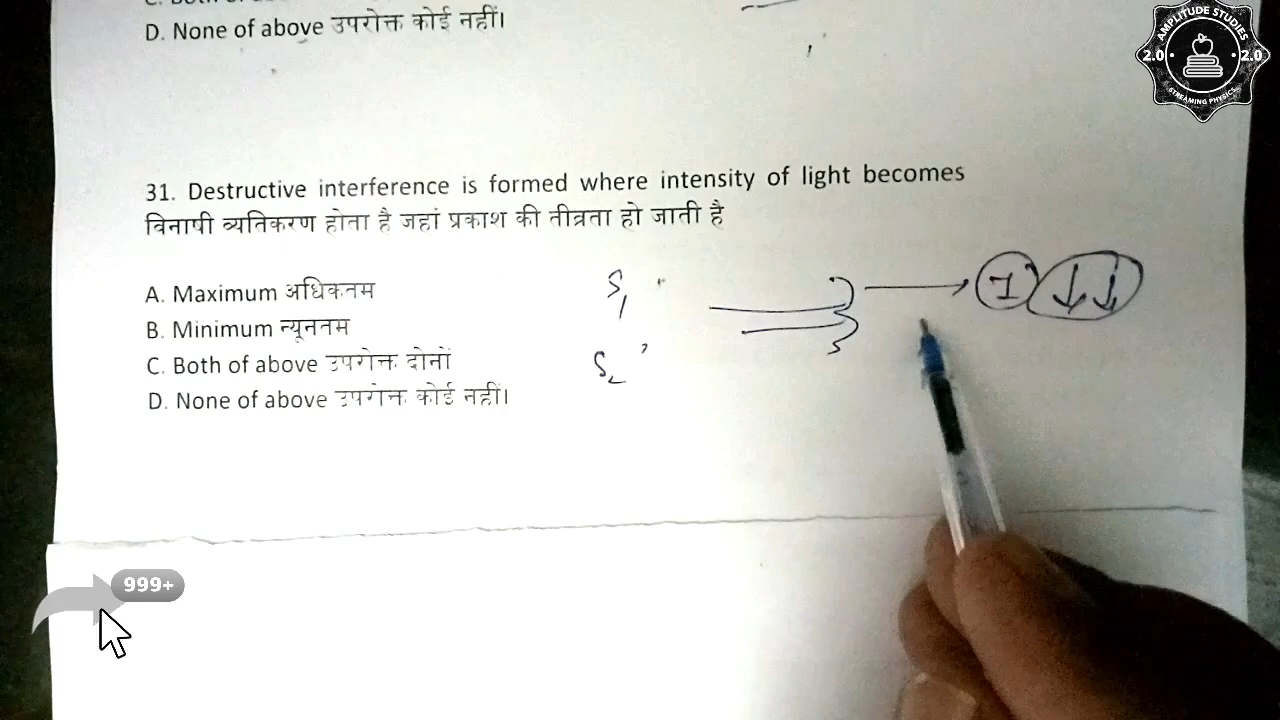 D. None of above उपरोक्त कोई नहीं।
AMPLITUDE STUDIES
2.0 2.0
STREAMING PHYSICS
31. Destructive interference is formed where intensity of light becomes
विनाषी व्यतिकरण होता है जहां प्रकाश की तीव्रता हो जाती है
A. Maximum अधिकतम
B. Minimum न्यूनतम
C. Both of above उपरोक्त दोनों
D. None of above उपरोक्त कोई नहीं।
S1
S2
I ↓↓
999+